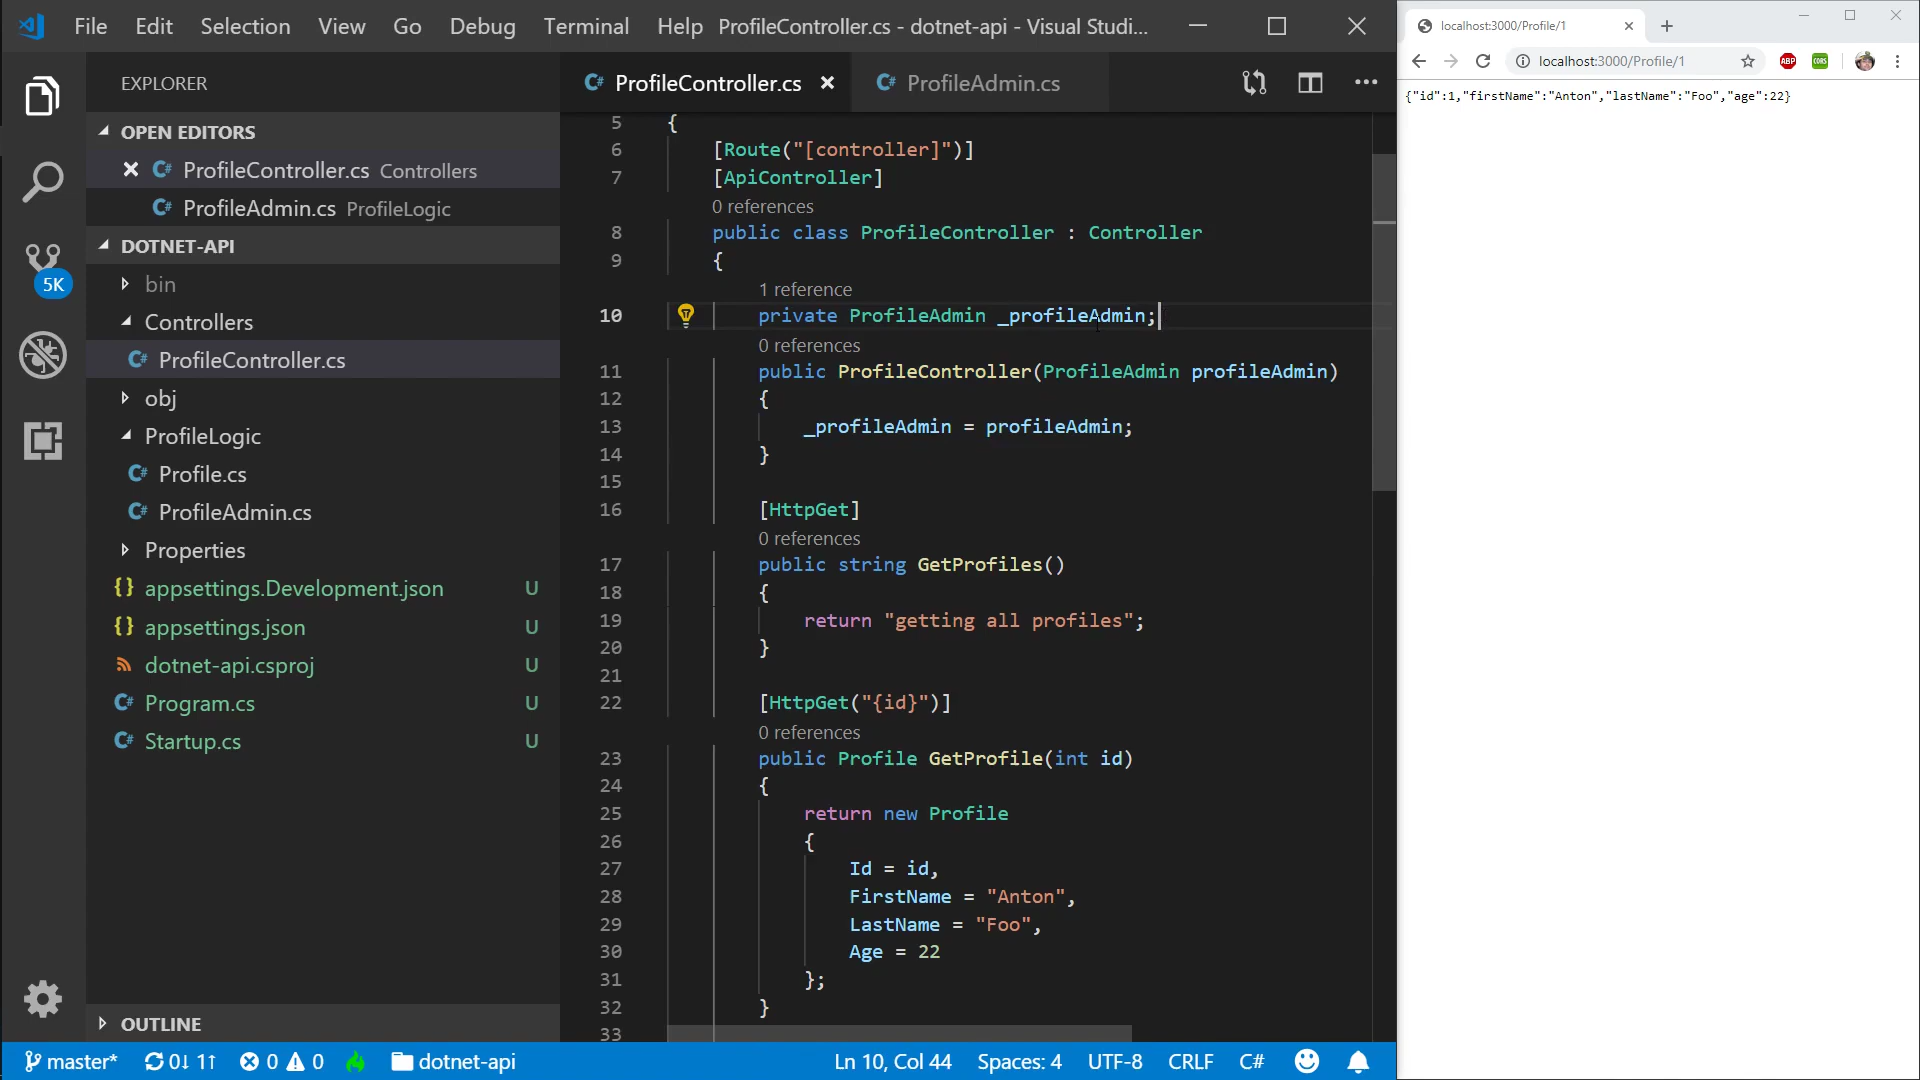 File Edit Selection View Go Debug Terminal Help ProfileController.cs - dotnet-api - Visual Studi...
EXPLORER
OPEN EDITORS
ProfileController.cs Controllers
ProfileAdmin.cs ProfileLogic
DOTNET-API
bin
Controllers
ProfileController.cs
obj
ProfileLogic
Profile.cs
ProfileAdmin.cs
Properties
{} appsettings.Development.json U
{} appsettings.json U
dotnet-api.csproj U
Program.cs U
Startup.cs U
OUTLINE
5K
ProfileController.cs ProfileAdmin.cs
5 {
6 [Route("[controller]")]
7 [ApiController]
0 references
8 public class ProfileController : Controller
9 {
1 reference
10 private ProfileAdmin _profileAdmin;
0 references
11 public ProfileController(ProfileAdmin profileAdmin)
12 {
13 _profileAdmin = profileAdmin;
14 }
15
16 [HttpGet]
0 references
17 public string GetProfiles()
18 {
19 return "getting all profiles";
20 }
21
22 [HttpGet("{id}")]
0 references
23 public Profile GetProfile(int id)
24 {
25 return new Profile
26 {
27 Id = id,
28 FirstName = "Anton",
29 LastName = "Foo",
30 Age = 22
31 };
32 }
33
master* 0↓ 1↑ 0 0 dotnet-api Ln 10, Col 44 Spaces: 4 UTF-8 CRLF C#
localhost:3000/Profile/1
localhost:3000/Profile/1 ABP CORS
{"id":1,"firstName":"Anton","lastName":"Foo","age":22}